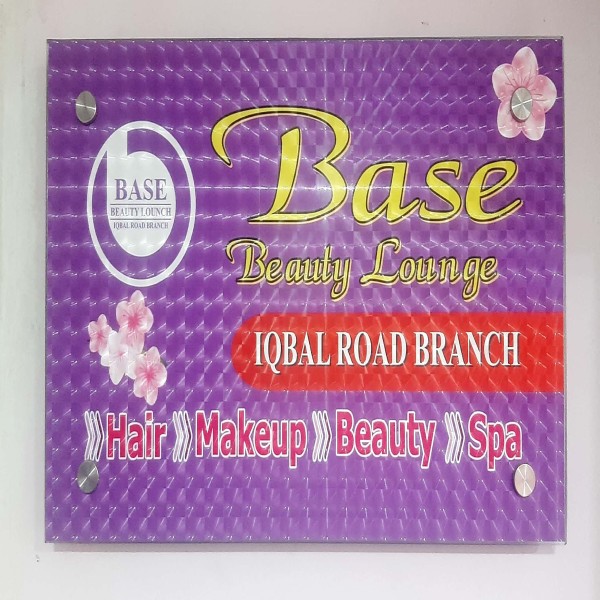 b
BASE
BEAUTY LOUNCH
IQBAL ROAD BRANCH
Base
Beauty Lounge
IQBAL ROAD BRANCH
Hair Makeup Beauty Spa